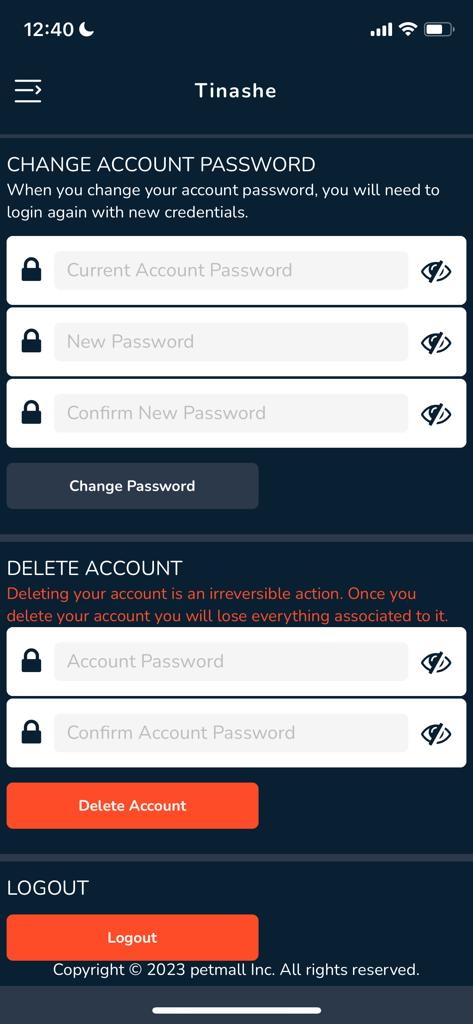 12:40
Tinashe
CHANGE ACCOUNT PASSWORD
When you change your account password, you will need to
login again with new credentials.
Current Account Password
New Password
Confirm New Password
Change Password
DELETE ACCOUNT
Deleting your account is an irreversible action. Once you
delete your account you will lose everything associated to it.
Account Password
Confirm Account Password
Delete Account
LOGOUT
Logout
Copyright © 2023 petmall Inc. All rights reserved.